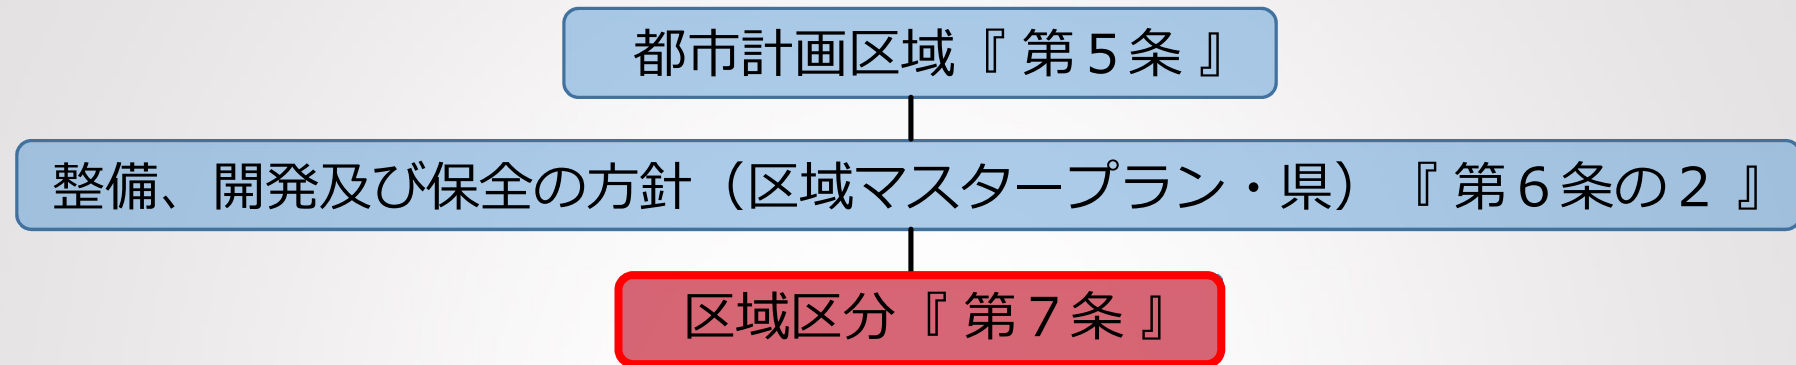 都市計画区域『 第５条 』
整備、開発及び保全の方針（区域マスタープラン・県）『 第６条の２ 』
区域区分『 第７条 』